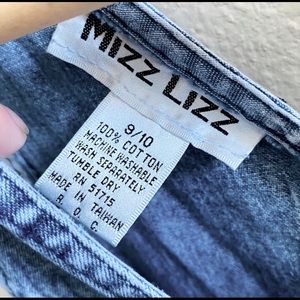 MIZZ LIZZ
9/10
100% COTTON
MACHINE WASHABLE
WASH SEPARATELY
TUMBLE DRY
RN 51715
MADE IN TAIWAN
R. O. C.